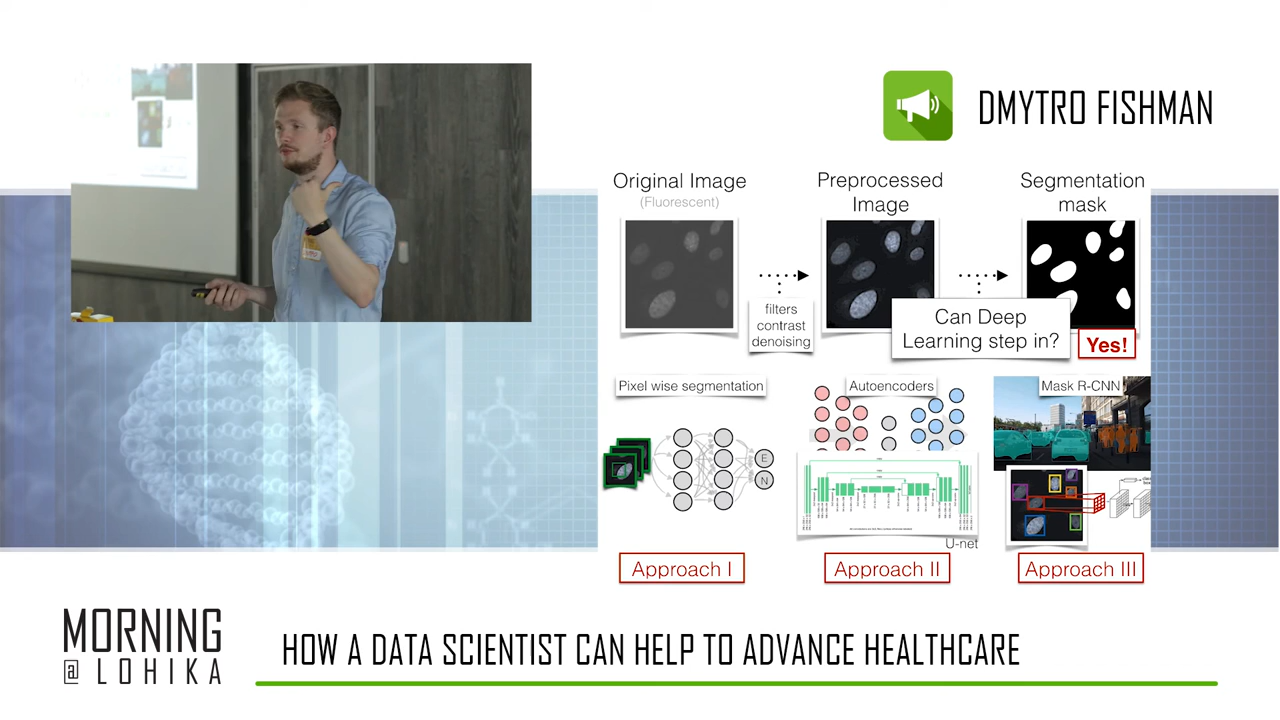 DMYTRO FISHMAN
Original Image
(Fluorescent)
Preprocessed
Image
Segmentation
mask
filters
contrast
denoising
Can Deep
Learning step in?
Yes!
Pixel wise segmentation
Autoencoders
Mask R-CNN
E
N
U-net
Approach I
Approach II
Approach III
MORNING
@ LOHIKA
HOW A DATA SCIENTIST CAN HELP TO ADVANCE HEALTHCARE